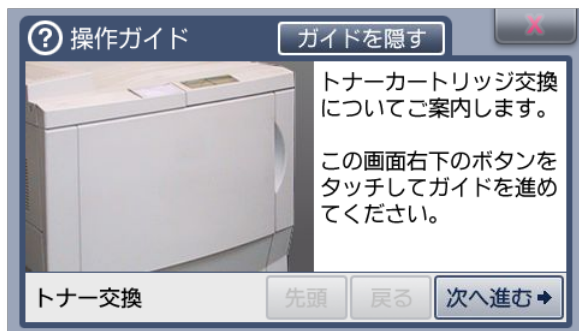 ? 操作ガイド
ガイドを隠す
X
トナーカートリッジ交換
についてご案内します。
この画面右下のボタンを
タッチしてガイドを進め
てください。
トナー交換
先頭
戻る
次へ進む➡